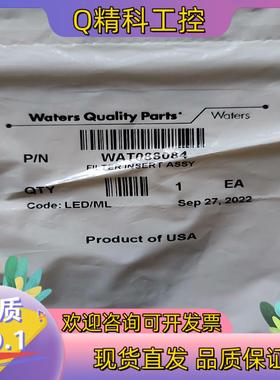 Q精科工控
Waters Quality Parts
Waters
P/N
WAT088084
FILTER INSERT ASSY
QTY
1 EA
Code: LED/ML
Sep 27, 2022
Product of USA
质
O.1
欢迎咨询可开发票
现货直发 品质保证